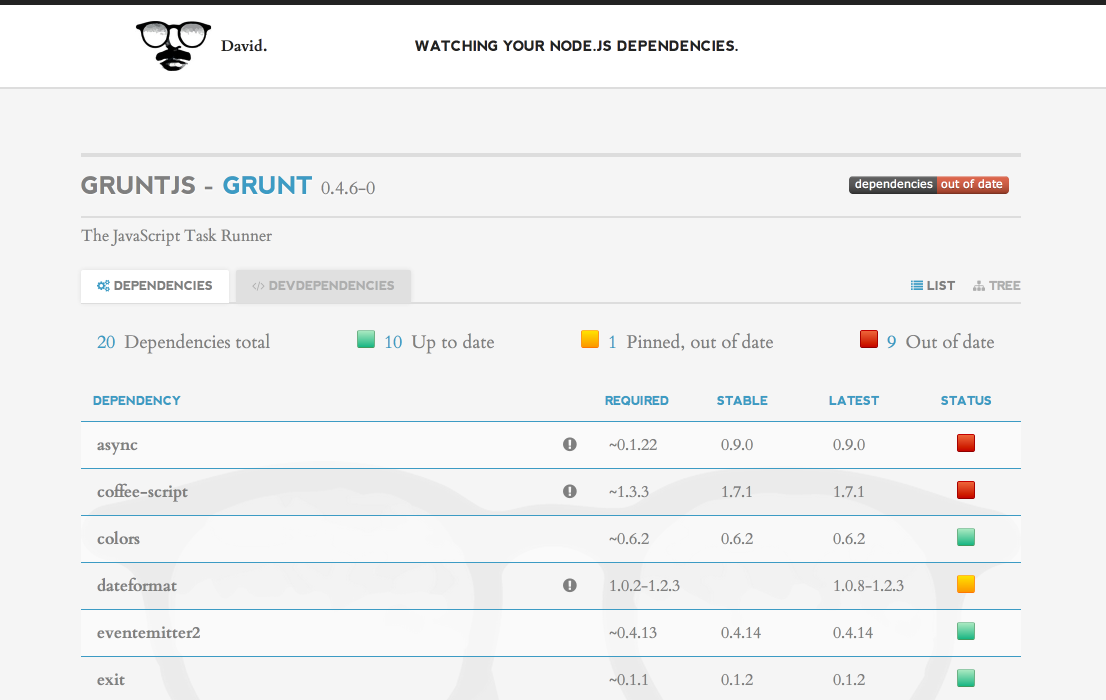 David.
WATCHING YOUR NODE.JS DEPENDENCIES.
GRUNTJS - GRUNT 0.4.6-0
dependencies out of date
The JavaScript Task Runner
DEPENDENCIES DEVDEPENDENCIES LIST TREE
20 Dependencies total 10 Up to date 1 Pinned, out of date 9 Out of date
DEPENDENCY REQUIRED STABLE LATEST STATUS
async ~0.1.22 0.9.0 0.9.0
coffee-script ~1.3.3 1.7.1 1.7.1
colors ~0.6.2 0.6.2 0.6.2
dateformat 1.0.2-1.2.3 1.0.8-1.2.3
eventemitter2 ~0.4.13 0.4.14 0.4.14
exit ~0.1.1 0.1.2 0.1.2